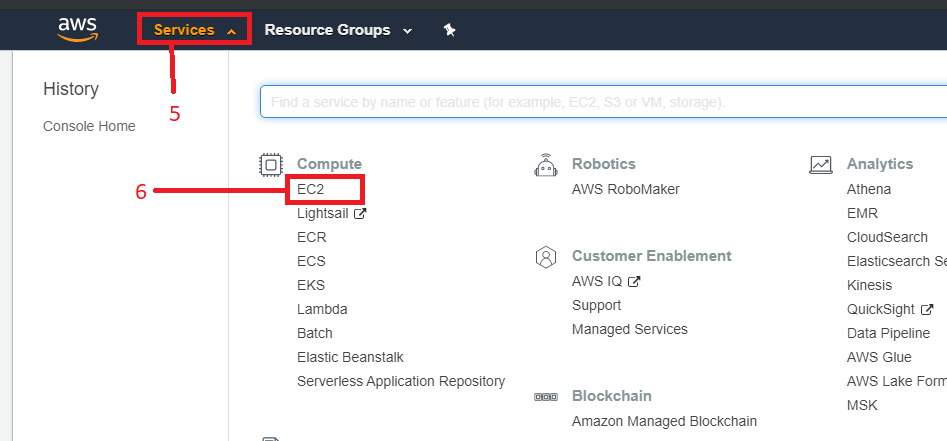 aws
Services
Resource Groups
5
History
Console Home
Find a service by name or feature (for example, EC2, S3 or VM, storage).
6
Compute
EC2
Lightsail
ECR
ECS
EKS
Lambda
Batch
Elastic Beanstalk
Serverless Application Repository
Robotics
AWS RoboMaker
Customer Enablement
AWS IQ
Support
Managed Services
Blockchain
Amazon Managed Blockchain
Analytics
Athena
EMR
CloudSearch
Elasticsearch Se
Kinesis
QuickSight
Data Pipeline
AWS Glue
AWS Lake Form
MSK